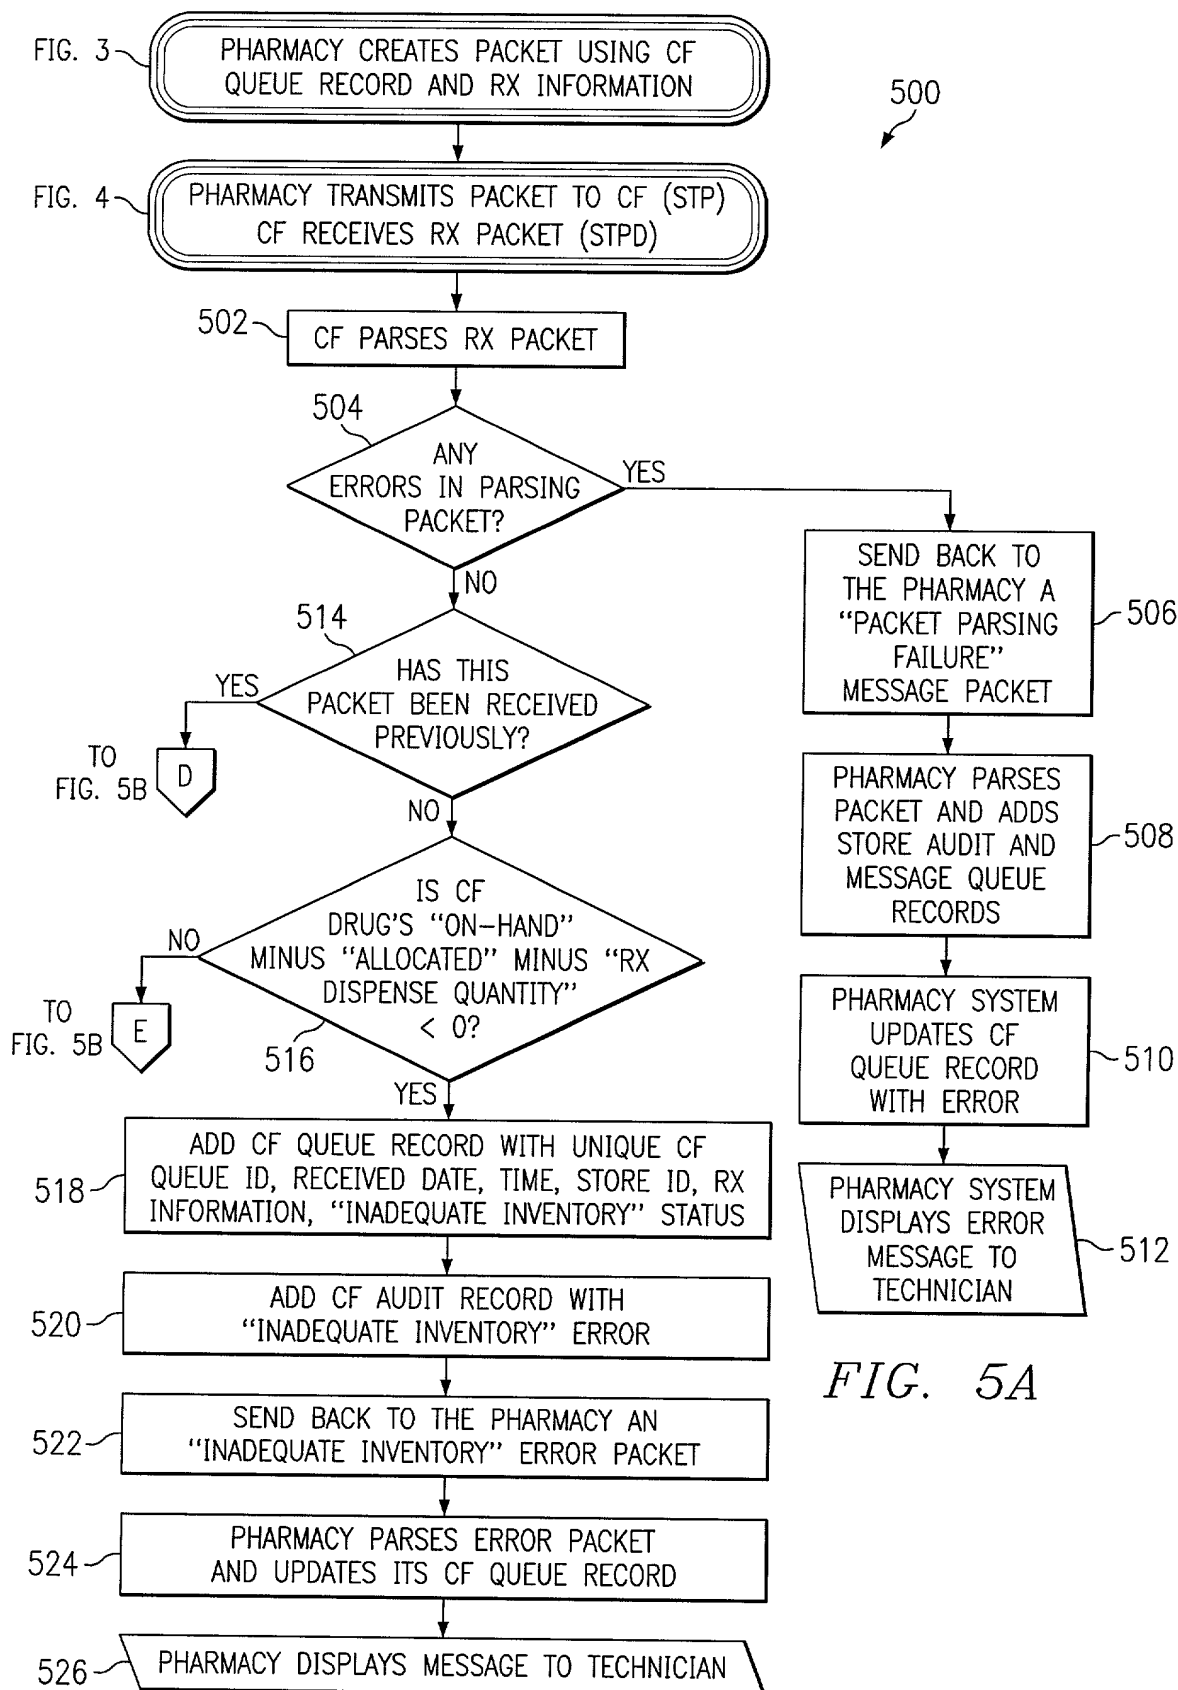 FIG. 3
PHARMACY CREATES PACKET USING CF
QUEUE RECORD AND RX INFORMATION
500
FIG. 4
PHARMACY TRANSMITS PACKET TO CF (STP)
CF RECEIVES RX PACKET (STPD)
502
CF PARSES RX PACKET
504
ANY
ERRORS IN PARSING
PACKET?
YES
NO
SEND BACK TO
THE PHARMACY A
“PACKET PARSING
FAILURE”
MESSAGE PACKET
506
514
HAS THIS
PACKET BEEN RECEIVED
PREVIOUSLY?
YES
TO
FIG. 5B
D
NO
PHARMACY PARSES
PACKET AND ADDS
STORE AUDIT AND
MESSAGE QUEUE
RECORDS
508
IS CF
DRUG'S “ON-HAND”
MINUS “ALLOCATED” MINUS “RX
DISPENSE QUANTITY”
< 0?
516
NO
TO
FIG. 5B
E
YES
PHARMACY SYSTEM
UPDATES CF
QUEUE RECORD
WITH ERROR
510
PHARMACY SYSTEM
DISPLAYS ERROR
MESSAGE TO
TECHNICIAN
512
518
ADD CF QUEUE RECORD WITH UNIQUE CF
QUEUE ID, RECEIVED DATE, TIME, STORE ID, RX
INFORMATION, “INADEQUATE INVENTORY” STATUS
520
ADD CF AUDIT RECORD WITH
“INADEQUATE INVENTORY” ERROR
FIG. 5A
522
SEND BACK TO THE PHARMACY AN
“INADEQUATE INVENTORY” ERROR PACKET
524
PHARMACY PARSES ERROR PACKET
AND UPDATES ITS CF QUEUE RECORD
526
PHARMACY DISPLAYS MESSAGE TO TECHNICIAN